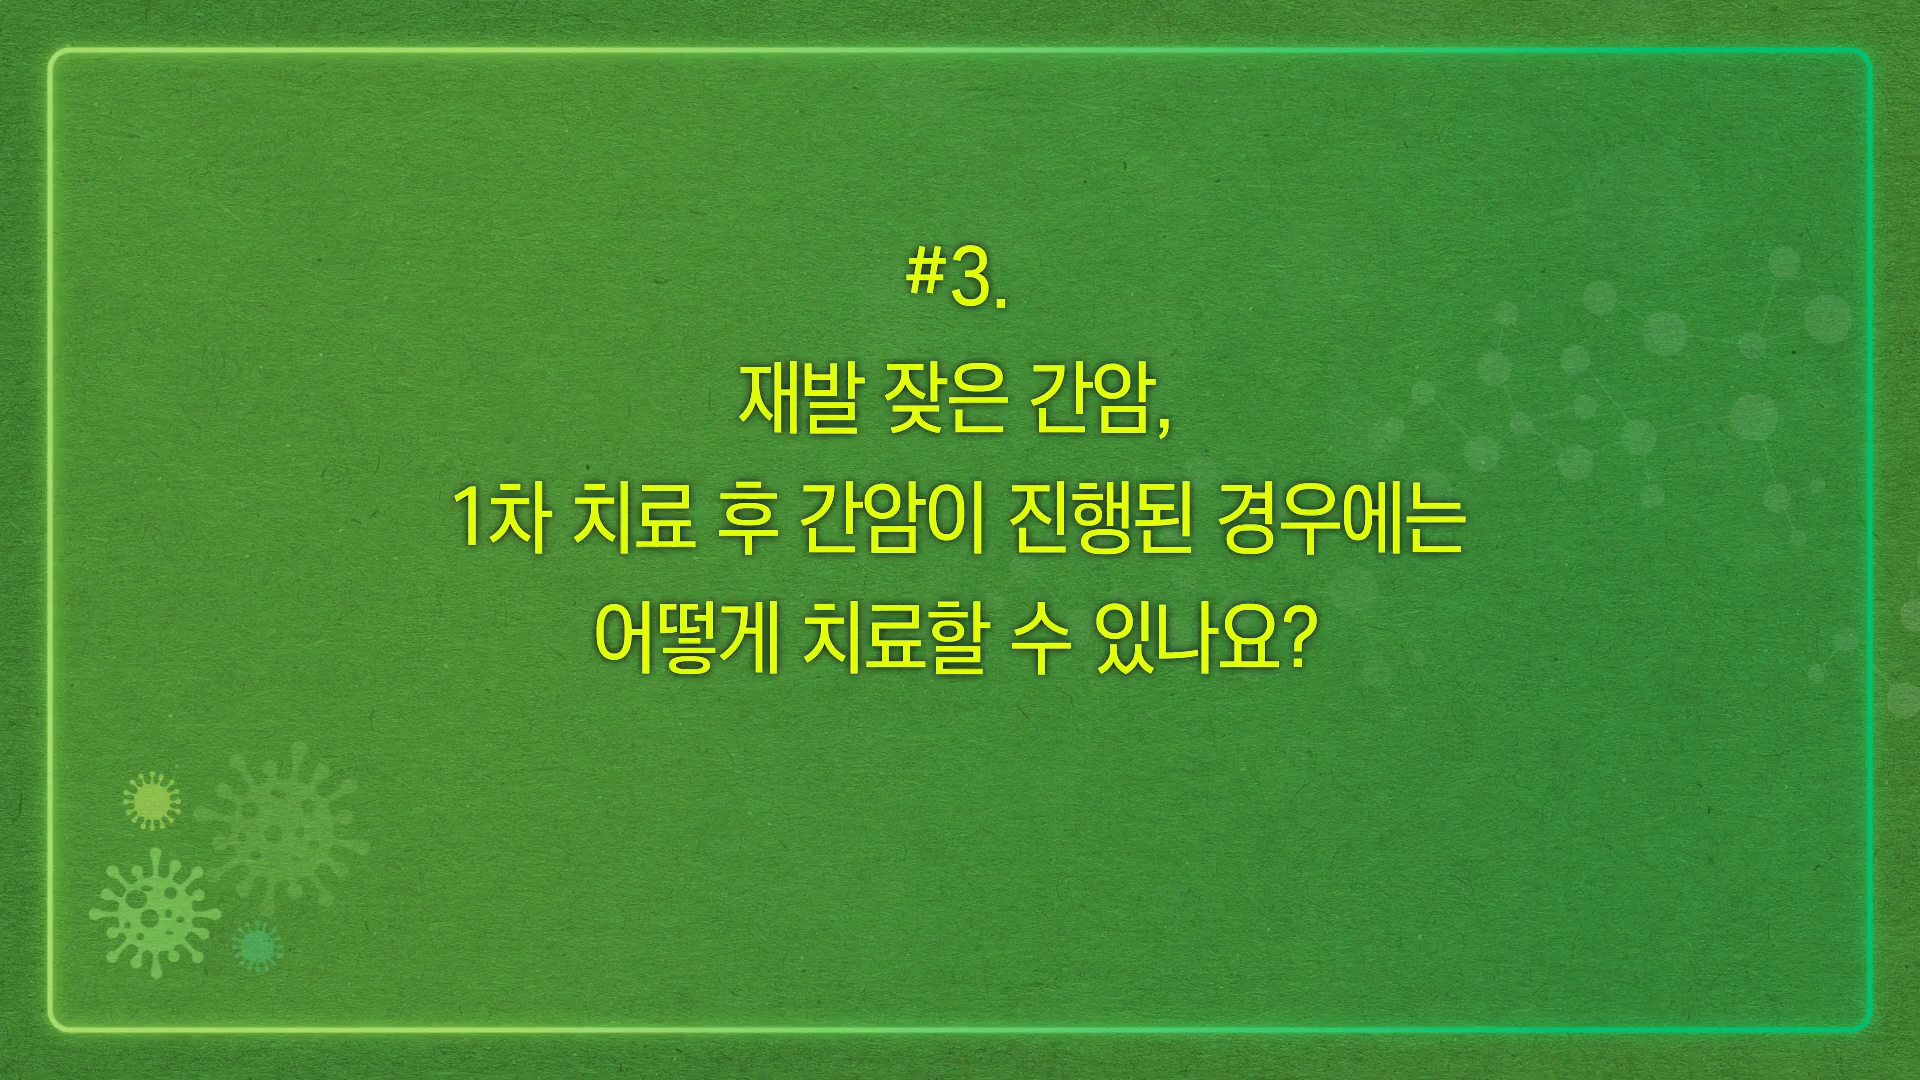 #3.
재발 잦은 간암,
1차 치료 후 간암이 진행된 경우에는
어떻게 치료할 수 있나요?